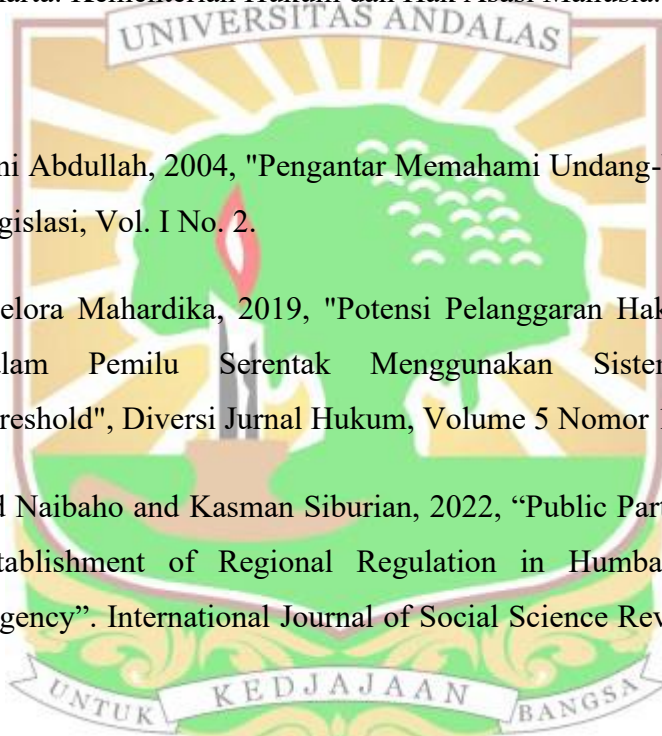 Kementerian Hukum dan Hak Asasi Manusia.
UNIVERSITAS ANDALAS
ni Abdullah, 2004, "Pengantar Memahami Undang-
gislasi, Vol. I No. 2.
elora Mahardika, 2019, "Potensi Pelanggaran Hak
alam Pemilu Serentak Menggunakan Sistem
reshold", Diversi Jurnal Hukum, Volume 5 Nomor
d Naibaho and Kasman Siburian, 2022, “Public Part
tablishment of Regional Regulation in Humba
gency”. International Journal of Social Science Rev
UNTUK KEDJAJAAN BANGSA